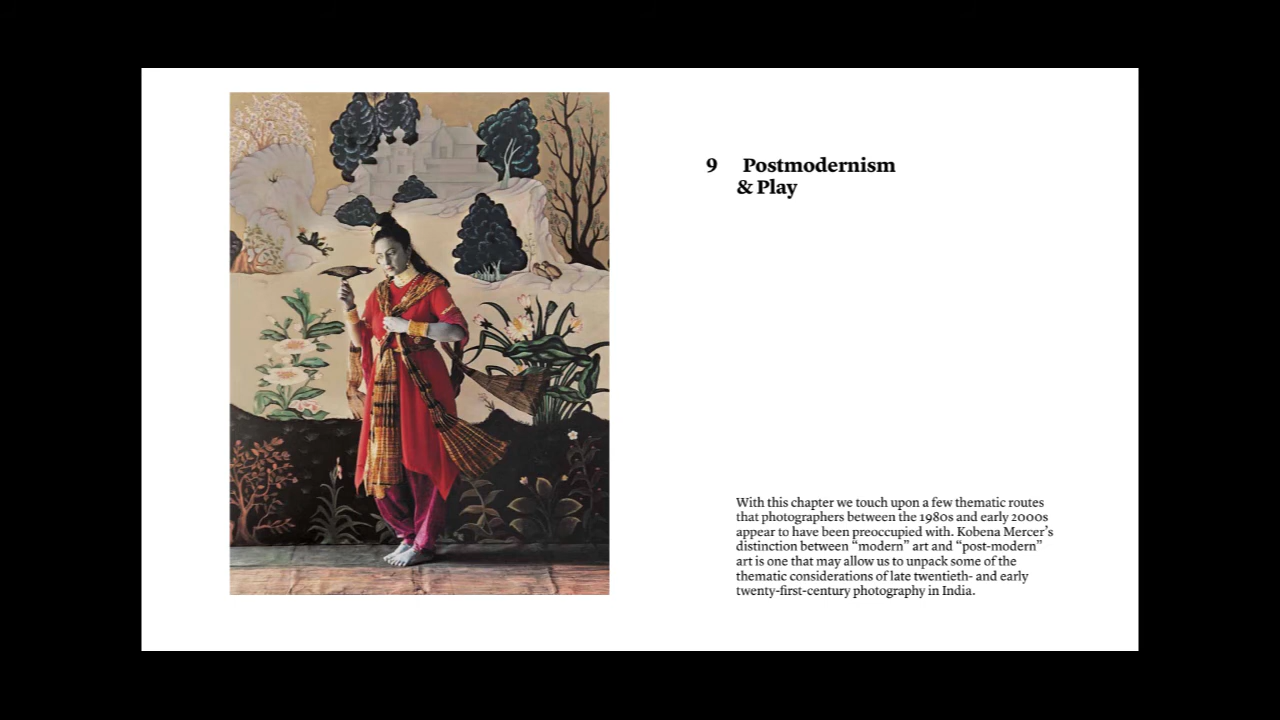 9 Postmodernism
& Play
With this chapter we touch upon a few thematic routes
that photographers between the 1980s and early 2000s
appear to have been preoccupied with. Kobena Mercer’s
distinction between “modern” art and “post-modern”
art is one that may allow us to unpack some of the
thematic considerations of late twentieth- and early
twenty-first-century photography in India.